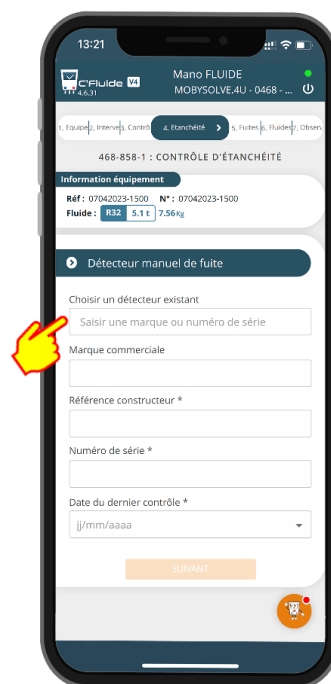 13:21
C'Fluide V4
4.6.31
Mano FLUIDE
MOBYSOLVE.4U - 0468 - ...
1, Equipe 2, Interve 3, Contrô 4, Etanchéité 5, Fuites 6, Fluides 7, Observ
468-858-1 : CONTRÔLE D'ÉTANCHÉITÉ
Information équipement
Réf : 07042023-1500 N° : 07042023-1500
Fluide : R32 5.1 t 7.56Kg
Détecteur manuel de fuite
Choisir un détecteur existant
Saisir une marque ou numéro de série
Marque commerciale
Référence constructeur *
Numéro de série *
Date du dernier contrôle *
jj/mm/aaaa
SUIVANT